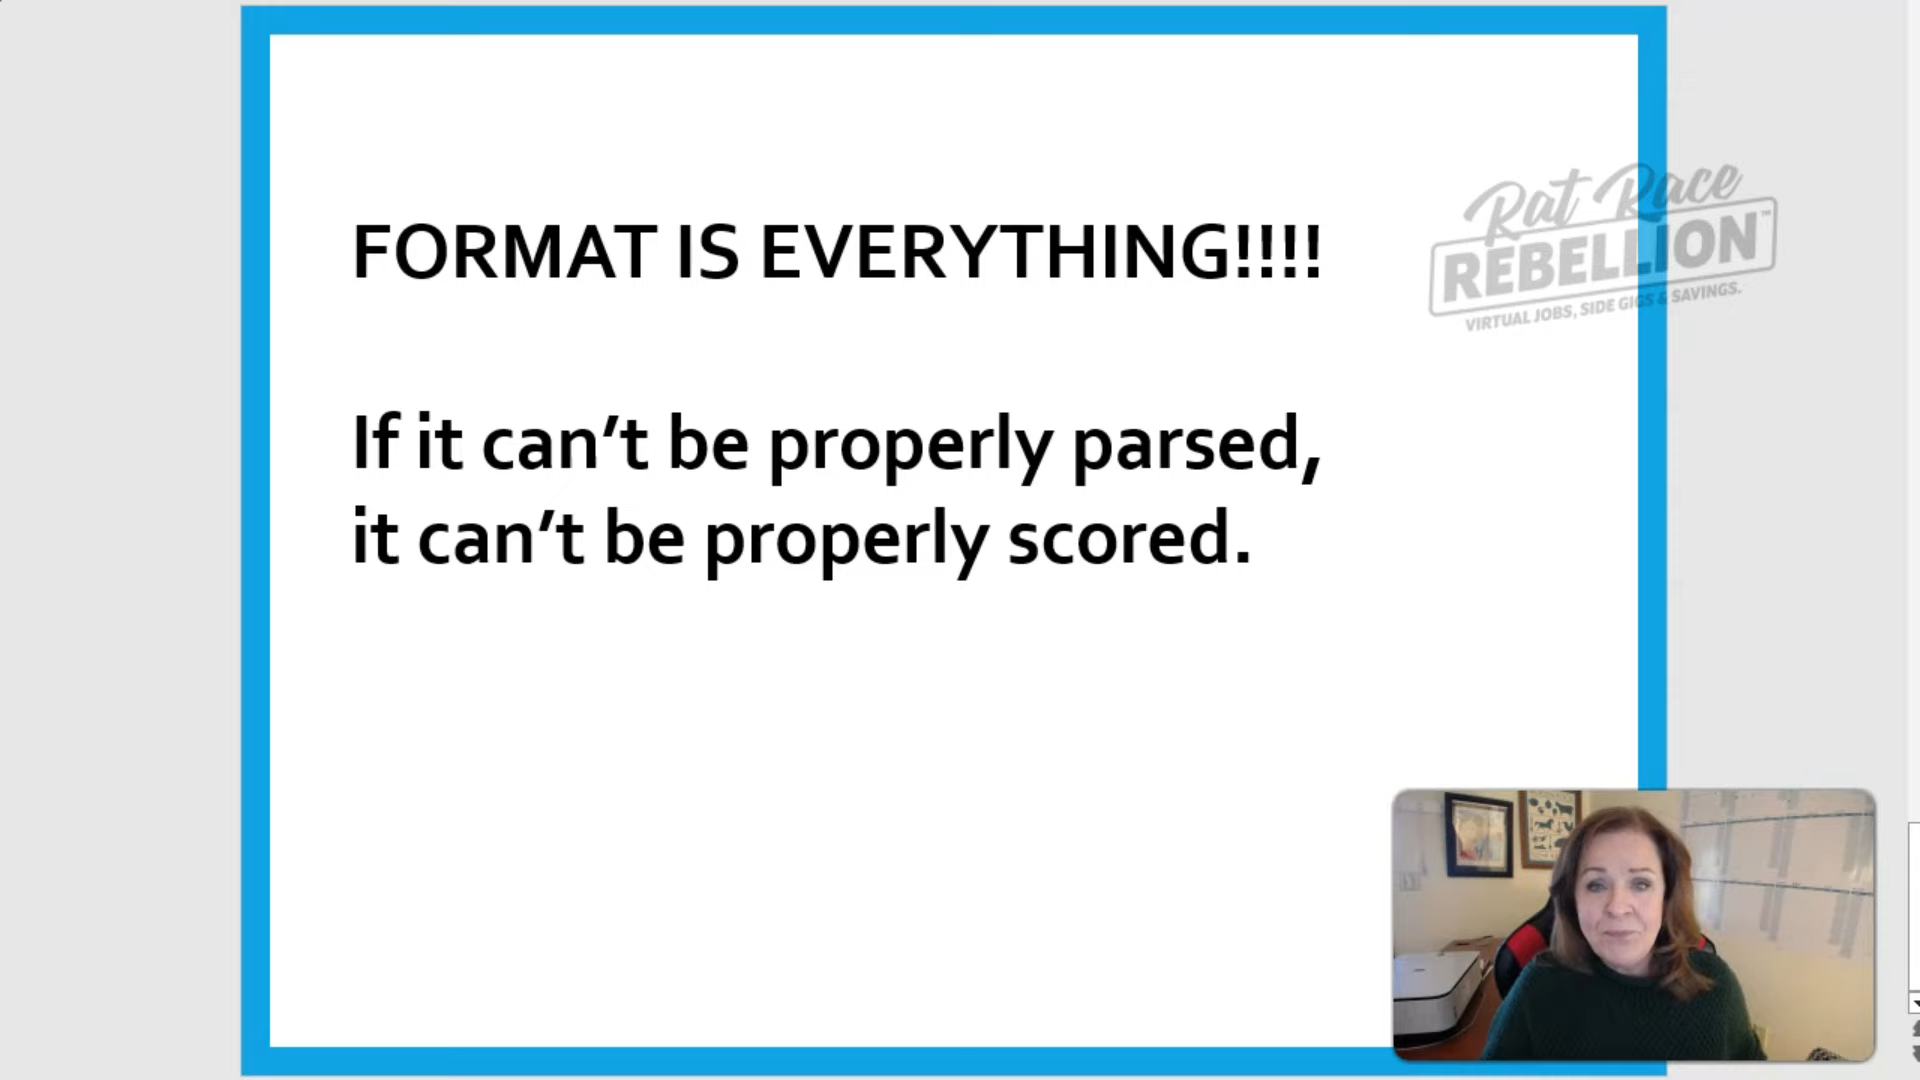 FORMAT IS EVERYTHING!!!!
Rat Race
REBELLION™
VIRTUAL JOBS, SIDE GIGS & SAVINGS.
If it can’t be properly parsed,
it can’t be properly scored.